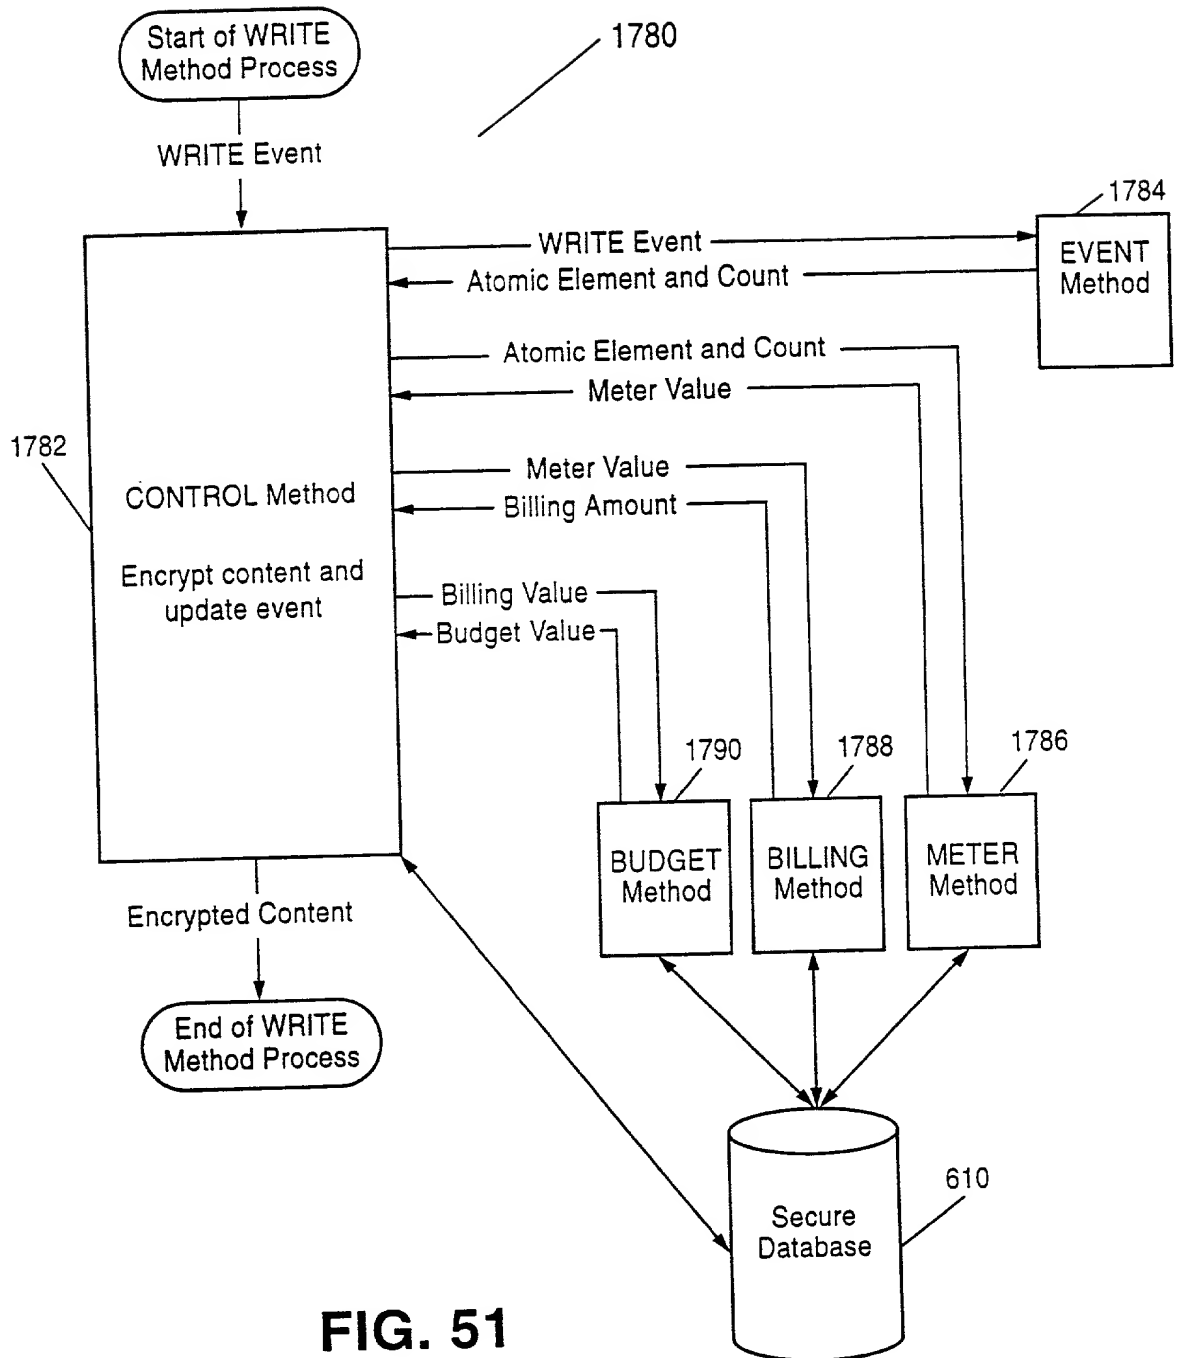 Start of WRITE
Method Process
1780
WRITE Event
1784
WRITE Event
EVENT
Method
Atomic Element and Count
Atomic Element and Count
Meter Value
1782
Meter Value
CONTROL Method
Billing Amount
Encrypt content and
update event
Billing Value
Budget Value
1790
1788
1786
BUDGET
Method
BILLING
Method
METER
Method
Encrypted Content
End of WRITE
Method Process
610
Secure
Database
FIG. 51